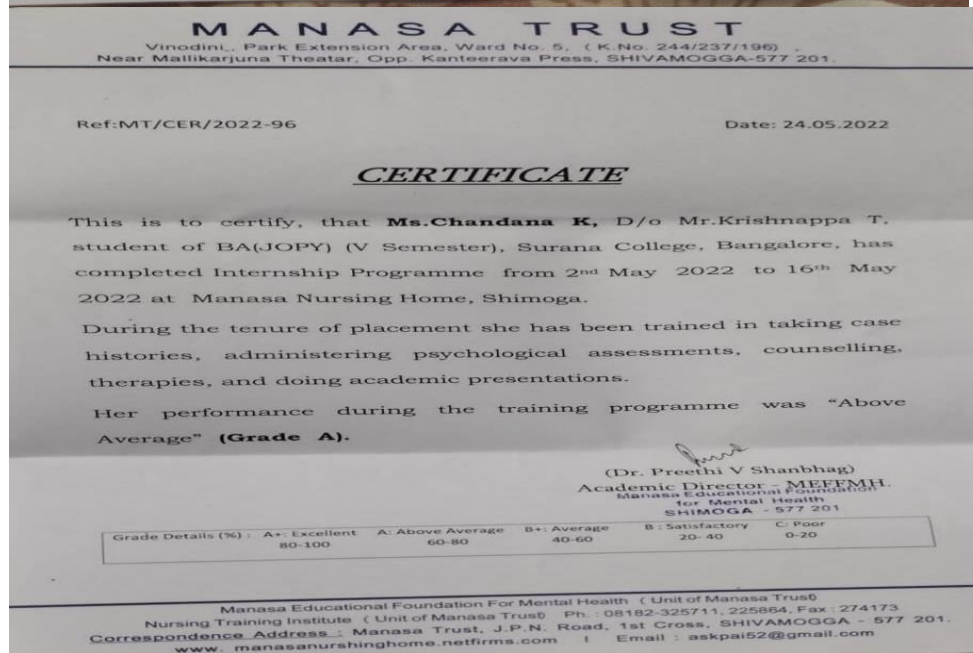 MANASA TRUST
Vinodini,, Park Extension Area, Ward No. 5, ( K.No. 244/237/196) ,
Near Mallikarjuna Theatar, Opp. Kanteerava Press, SHIVAMOGGA-577 201.
Ref:MT/CER/2022-96 Date: 24.05.2022
CERTIFICATE
This is to certify, that Ms.Chandana K, D/o Mr.Krishnappa T,
student of BA(JOPY) (V Semester), Surana College, Bangalore, has
completed Internship Programme from 2nd May 2022 to 16th May
2022 at Manasa Nursing Home, Shimoga.
During the tenure of placement she has been trained in taking case
histories, administering psychological assessments, counselling,
therapies, and doing academic presentations.
Her performance during the training programme was "Above
Average" (Grade A).
(Dr. Preethi V Shanbhag)
Academic Director - MEFFMH.
Manasa Educational Foundation
for Mental Health
SHIMOGA - 577 201
Grade Details (%) : A+: Excellent A: Above Average B+: Average B : Satisfactory C: Poor
80-100 60-80 40-60 20- 40 0-20
Manasa Educational Foundation For Mental Health ( Unit of Manasa Trust)
Nursing Training Institute ( Unit of Manasa Trust) Ph. : 08182-325711, 225864, Fax : 274173
Correspondence Address : Manasa Trust, J.P.N. Road, 1st Cross, SHIVAMOGGA - 577 201.
www. manasanurshinghome.netfirms.com I Email : askpai52@gmail.com